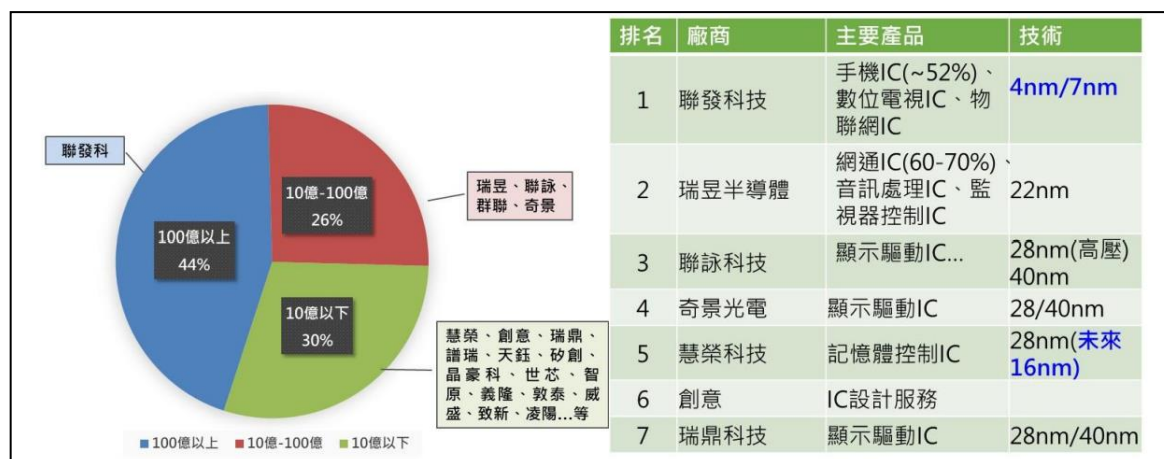 聯發科
10億-100億
26%
瑞昱、聯詠、
群聯、奇景
100億以上
44%
10億以下
30%
慧榮、創意、瑞鼎、
譜瑞、天鈺、矽創、
晶豪科、世芯、智
原、義隆、敦泰、威
盛、致新、凌陽...等
100億以上 10億-100億 10億以下
排名 廠商 主要產品 技術
1 聯發科技 手機IC(~52%)、
數位電視IC、物
聯網IC
4nm/7nm
2 瑞昱半導體 網通IC(60-70%)、
音訊處理IC、監
視器控制IC
22nm
3 聯詠科技 顯示驅動IC... 28nm(高壓)
40nm
4 奇景光電 顯示驅動IC 28/40nm
5 慧榮科技 記憶體控制IC 28nm(未來
16nm)
6 創意 IC設計服務
7 瑞鼎科技 顯示驅動IC 28nm/40nm